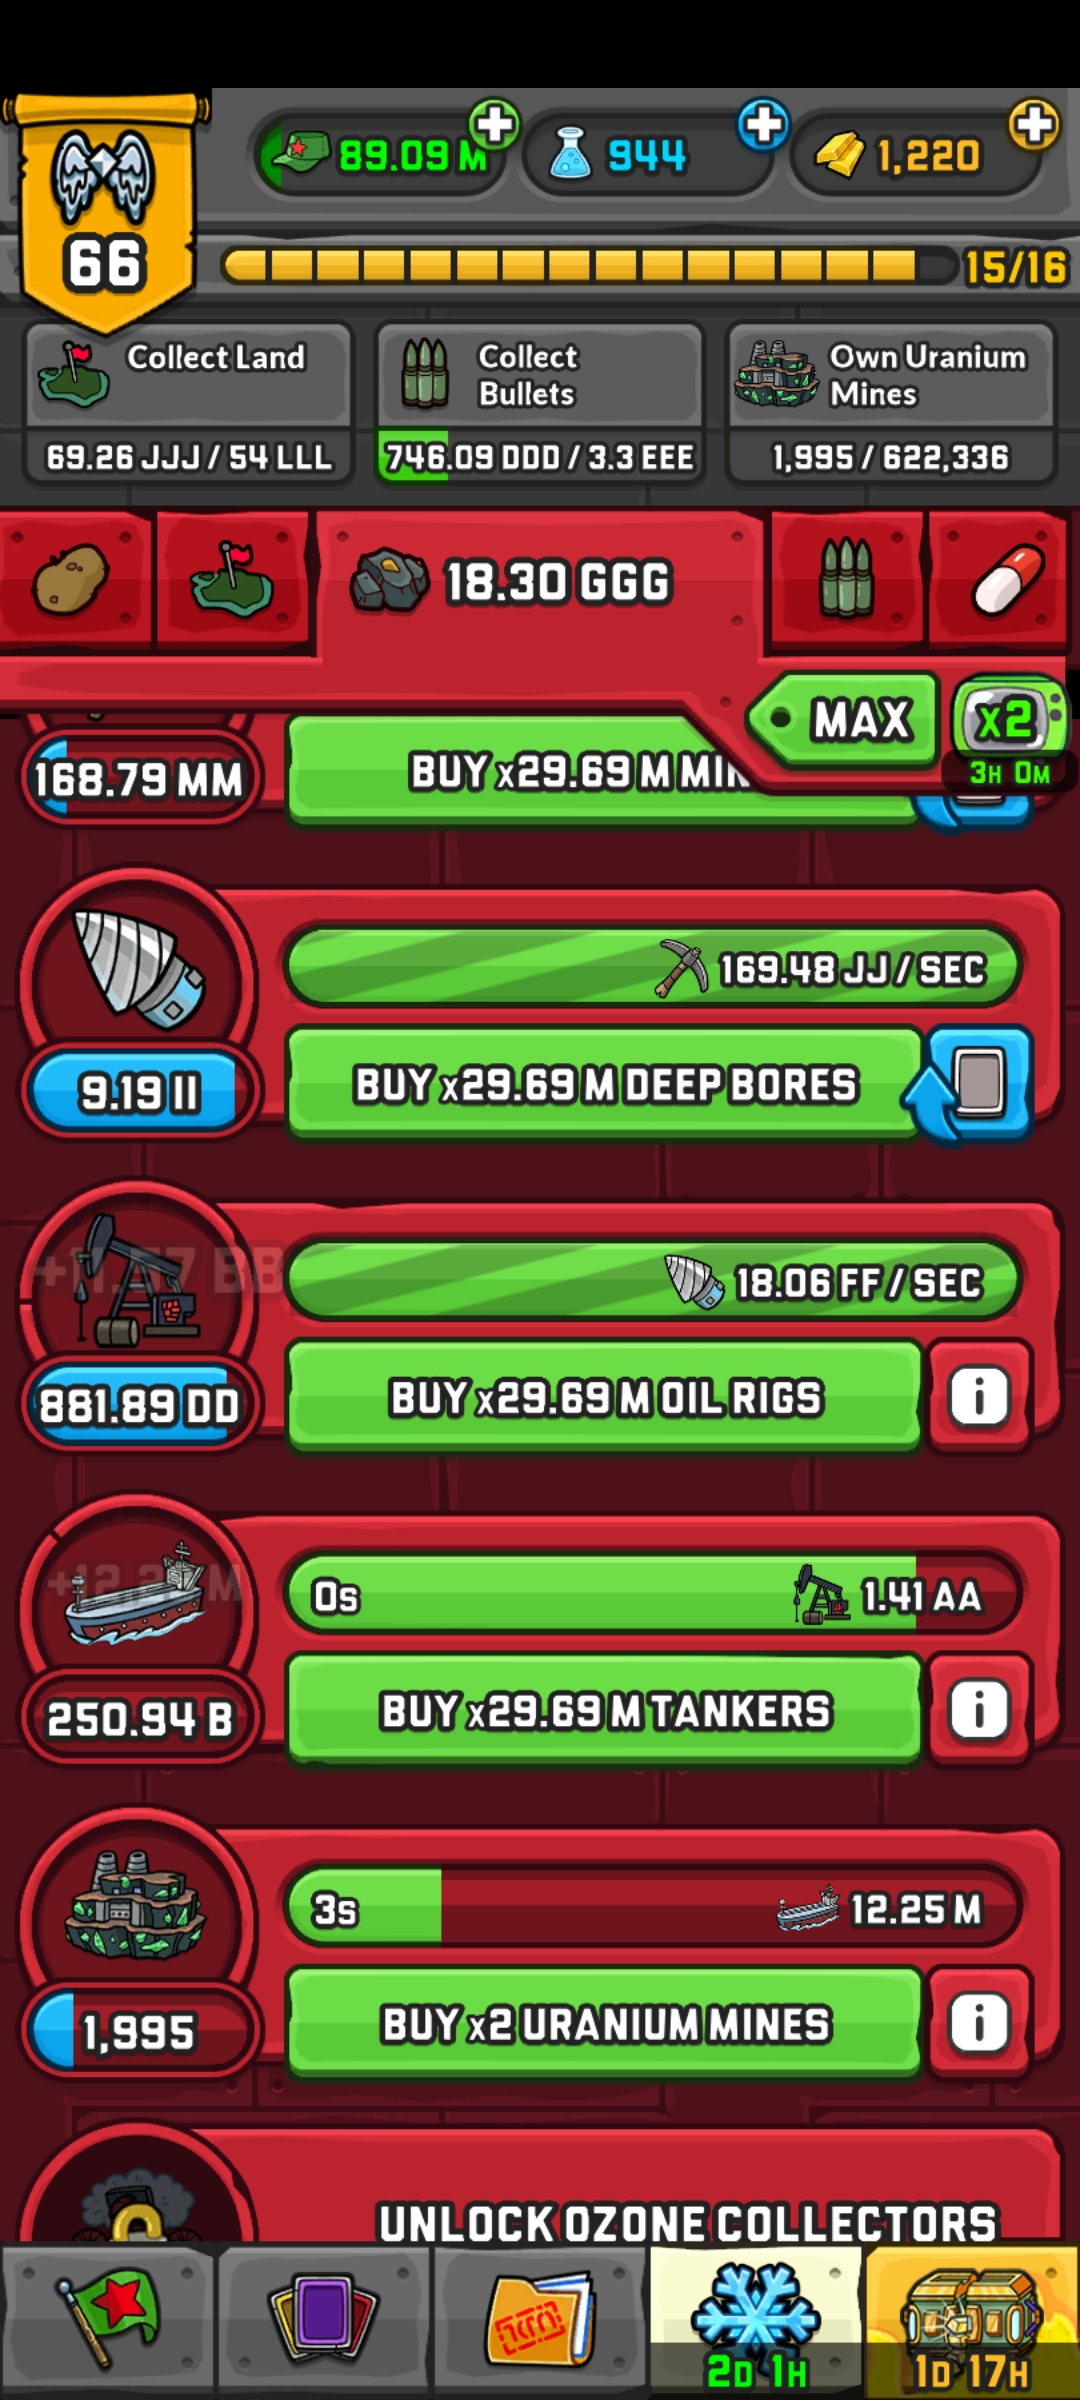 89.09 M
944
1,220
66
15/16
Collect Land
69.26 JJJ / 54 LLL
Collect
Bullets
746.09 DDD / 3.3 EEE
Own Uranium
Mines
1,995 / 622,336
18.30 GGG
MAX
x2
3H 0M
168.79 MM
BUY x29.69 M
169.48 JJ / SEC
9.19 II
BUY x29.69 M DEEP BORES
+11.57 BB
18.06 FF / SEC
881.89 DD
BUY x29.69 M OIL RIGS
i
0s
1.41 AA
250.94 B
BUY x29.69 M TANKERS
i
3s
12.25 M
1,995
BUY x2 URANIUM MINES
i
UNLOCK OZONE COLLECTORS
2D 1H
1D 17H